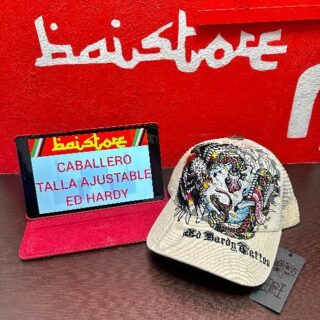 baistore
baistore
CABALLERO
TALLA AJUSTABLE
ED HARDY
Ed Hardy Tattoo